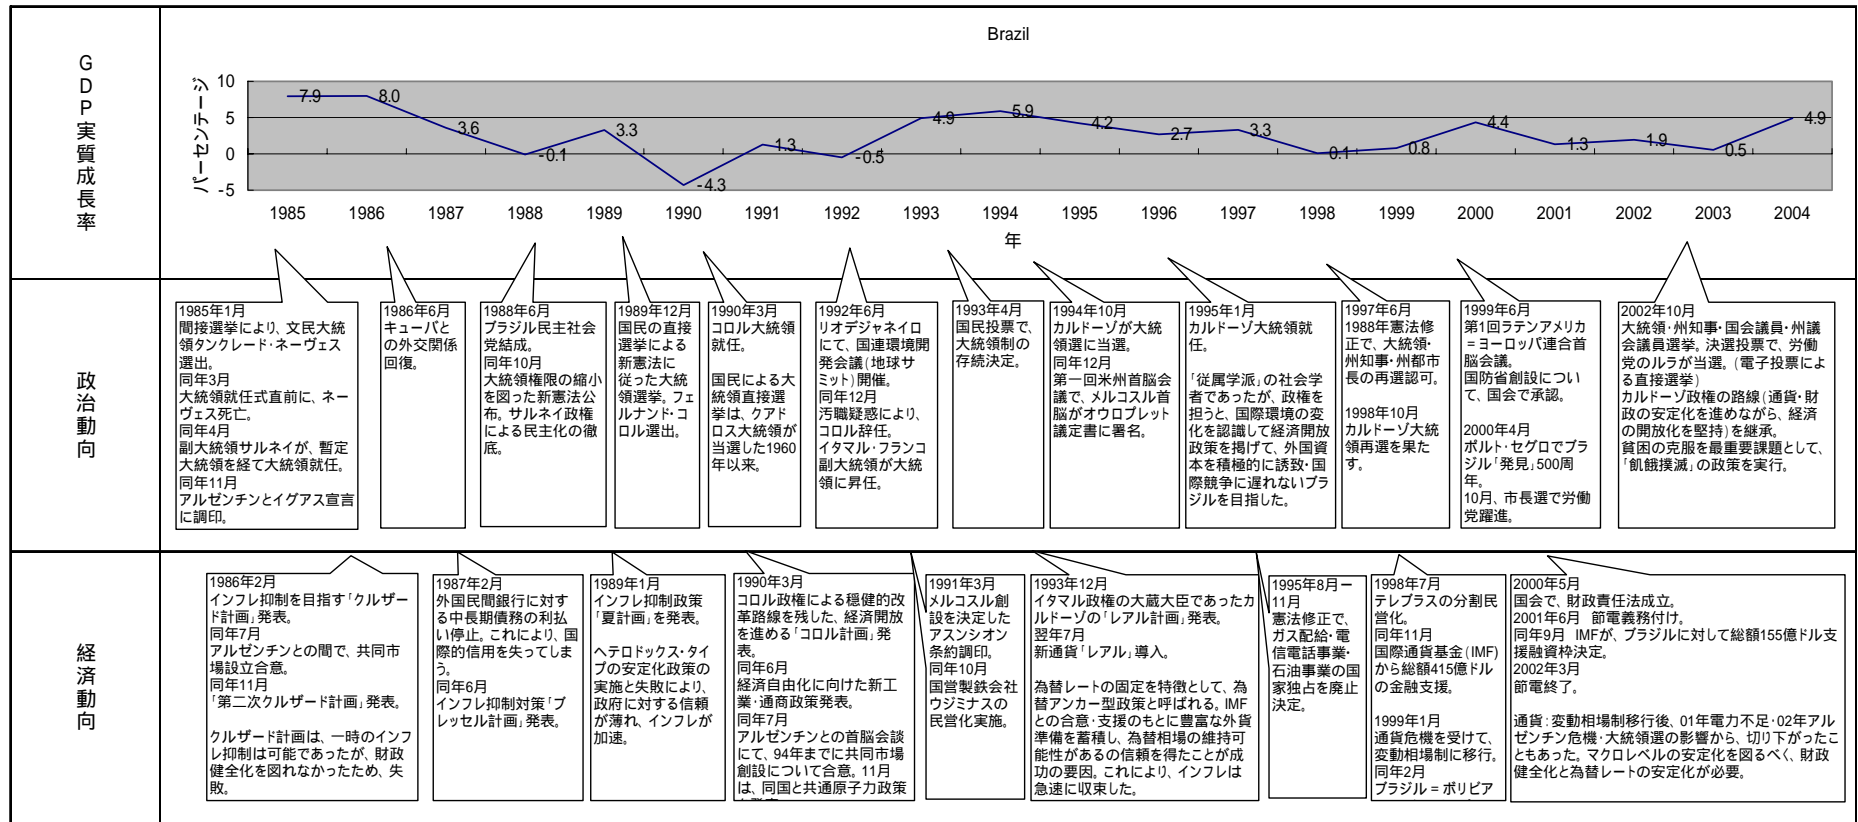 Brazil
GDP実質成長率
パーセンテージ
10
5
0
-5
7.9
8.0
3.6
-0.1
3.3
-4.3
1.3
-0.5
4.9
5.9
4.2
2.7
3.3
0.1
0.8
4.4
1.3
1.9
0.5
4.9
1985
1986
1987
1988
1989
1990
1991
1992
1993
1994
1995
1996
1997
1998
1999
2000
2001
2002
2003
2004
年
政治動向
1985年1月
間接選挙により、文民大統
領タンクレード・ネーヴェス
選出。
同年3月
大統領就任式直前に、ネー
ヴェス死亡。
同年4月
副大統領サルネイが、暫定
大統領を経て大統領就任。
同年11月
アルゼンチンとイグアス宣言
に調印。
1986年6月
キューバと
の外交関係
回復。
1988年6月
ブラジル民主社会
党結成。
同年10月
大統領権限の縮小
を図った新憲法公
布。サルネイ政権
による民主化の徹
底。
1989年12月
国民の直接
選挙による
新憲法に
従った大統
領選挙。フェ
ルナンド・コ
ロル選出。
1990年3月
コロル大統領
就任。
国民による大
統領直接選
挙は、クアド
ロス大統領が
当選した1960
年以来。
1992年6月
リオデジャネイロ
にて、国連環境開
発会議(地球サ
ミット)開催。
同年12月
汚職疑惑により、
コロル辞任。
イタマル・フランコ
副大統領が大統
領に昇任。
1993年4月
国民投票で、
大統領制の
存続決定。
1994年10月
カルドーゾが大統
領選に当選。
同年12月
第一回米州首脳会
議で、メルコスル首
脳がオウロプレット
議定書に署名。
1995年1月
カルドーゾ大統領就
任。
「従属学派」の社会学
者であったが、政権を
担うと、国際環境の変
化を認識して経済開放
政策を掲げて、外国資
本を積極的に誘致・国
際競争に遅れないブラ
ジルを目指した。
1997年6月
1988年憲法修
正で、大統領・
州知事・州都市
長の再選認可。
1998年10月
カルドーゾ大統
領再選を果た
す。
1999年6月
第1回ラテンアメリカ
=ヨーロッパ連合首
脳会議。
国防省創設につい
て、国会で承認。
2000年4月
ポルト・セグロでブラ
ジル「発見」500周
年。
10月、市長選で労働
党躍進。
2002年10月
大統領・州知事・国会議員・州議
会議員選挙。決選投票で、労働
党のルラが当選。(電子投票によ
る直接選挙)
カルドーゾ政権の路線(通貨・財
政の安定化を進めながら、経済
の開放化を堅持)を継承。
貧困の克服を最重要課題として、
「飢餓撲滅」の政策を実行。
経済動向
1986年2月
インフレ抑制を目指す「クルザー
ド計画」発表。
同年7月
アルゼンチンとの間で、共同市
場設立合意。
同年11月
「第二次クルザード計画」発表。
クルザード計画は、一時のインフ
レ抑制は可能であったが、財政
健全化を図れなかったため、失
敗。
1987年2月
外国民間銀行に対す
る中長期債務の利払
い停止。これにより、国
際的信用を失ってしま
う。
同年6月
インフレ抑制対策「ブ
レッセル計画」発表。
1989年1月
インフレ抑制政策
「夏計画」を発表。
ヘテロドックス・タイ
プの安定化政策の
実施と失敗により、
政府に対する信頼
が薄れ、インフレが
加速。
1990年3月
コロル政権による穏健的改
革路線を残した、経済開放
を進める「コロル計画」発
表。
同年6月
経済自由化に向けた新工
業・通商政策発表。
同年7月
アルゼンチンとの首脳会談
にて、94年までに共同市場
創設について合意。11月
は、同国と共通原子力政策
1991年3月
メルコスル創
設を決定した
アスンシオン
条約調印。
同年10月
国営製鉄会社
ウジミナスの
民営化実施。
1993年12月
イタマル政権の大蔵大臣であったカ
ルドーゾの「レアル計画」発表。
翌年7月
新通貨「レアル」導入。
為替レートの固定を特徴として、為
替アンカー型政策と呼ばれる。IMF
との合意・支援のもとに豊富な外貨
準備を蓄積し、為替相場の維持可
能性があるの信頼を得たことが成
功の要因。これにより、インフレは
急速に収束した。
1995年8月ー
11月
憲法修正で、
ガス配給・電
信電話事業・
石油事業の国
家独占を廃止
決定。
1998年7月
テレブラスの分割民
営化。
同年11月
国際通貨基金(IMF)
から総額415億ドル
の金融支援。
1999年1月
通貨危機を受けて、
変動相場制に移行。
同年2月
ブラジル=ボリビア
2000年5月
国会で、財政責任法成立。
2001年6月 節電義務付け。
同年9月 IMFが、ブラジルに対して総額155億ドル支
援融資枠決定。
2002年3月
節電終了。
通貨:変動相場制移行後、01年電力不足・02年アル
ゼンチン危機・大統領選の影響から、切り下がったこ
ともあった。マクロレベルの安定化を図るべく、財政
健全化と為替レートの安定化が必要。